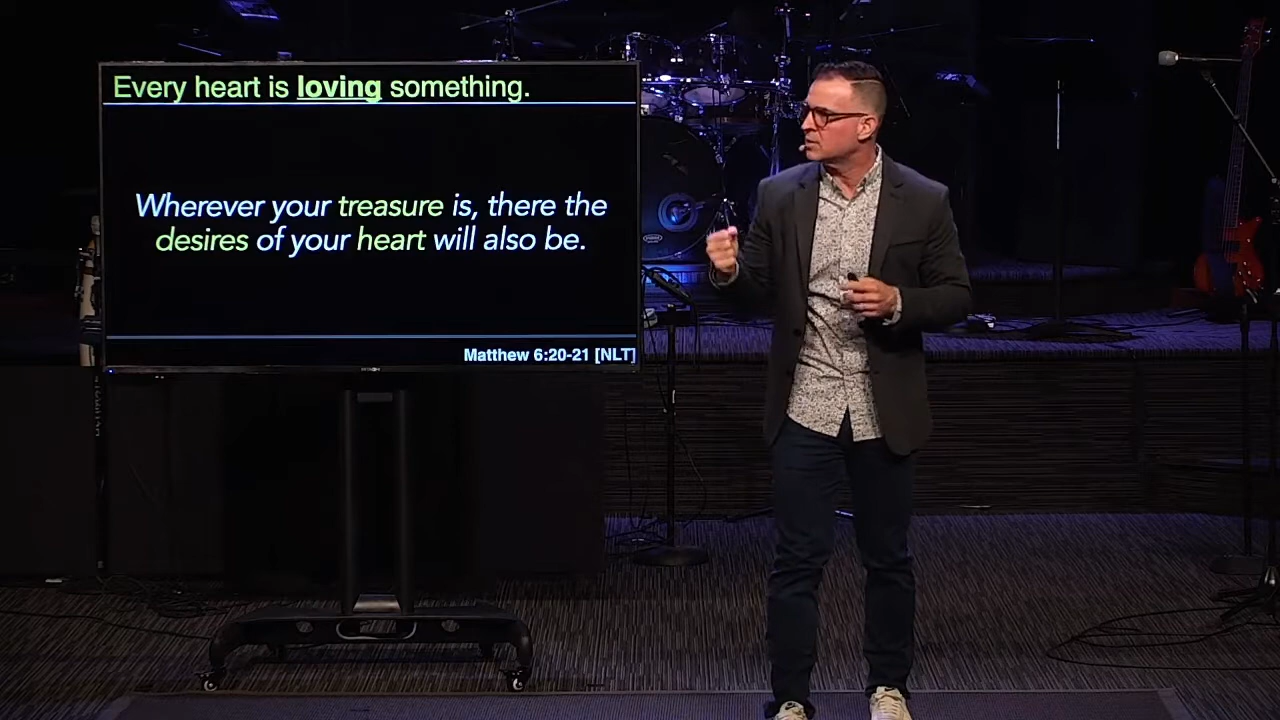 Every heart is loving something.
Wherever your treasure is, there the
desires of your heart will also be.
Matthew 6:20-21 [NLT]